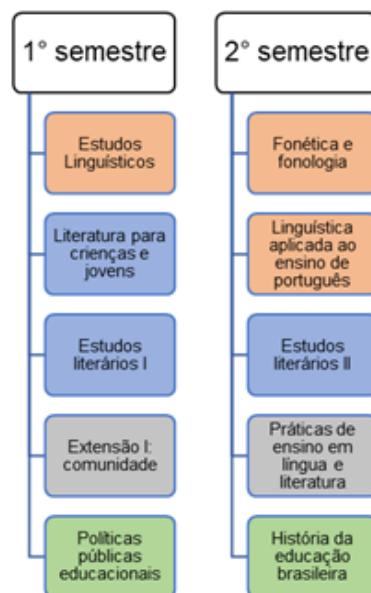 1° semestre
Estudos
Linguísticos
Literatura para
crienças e
jovens
Estudos
literários I
Extensão I:
comunidade
Políticas
públicas
educacionais
2° semestre
Fonética e
fonologia
Linguística
aplicada ao
ensino de
português
Estudos
literários II
Práticas de
ensino em
língua e
literatura
História da
educação
brasileira